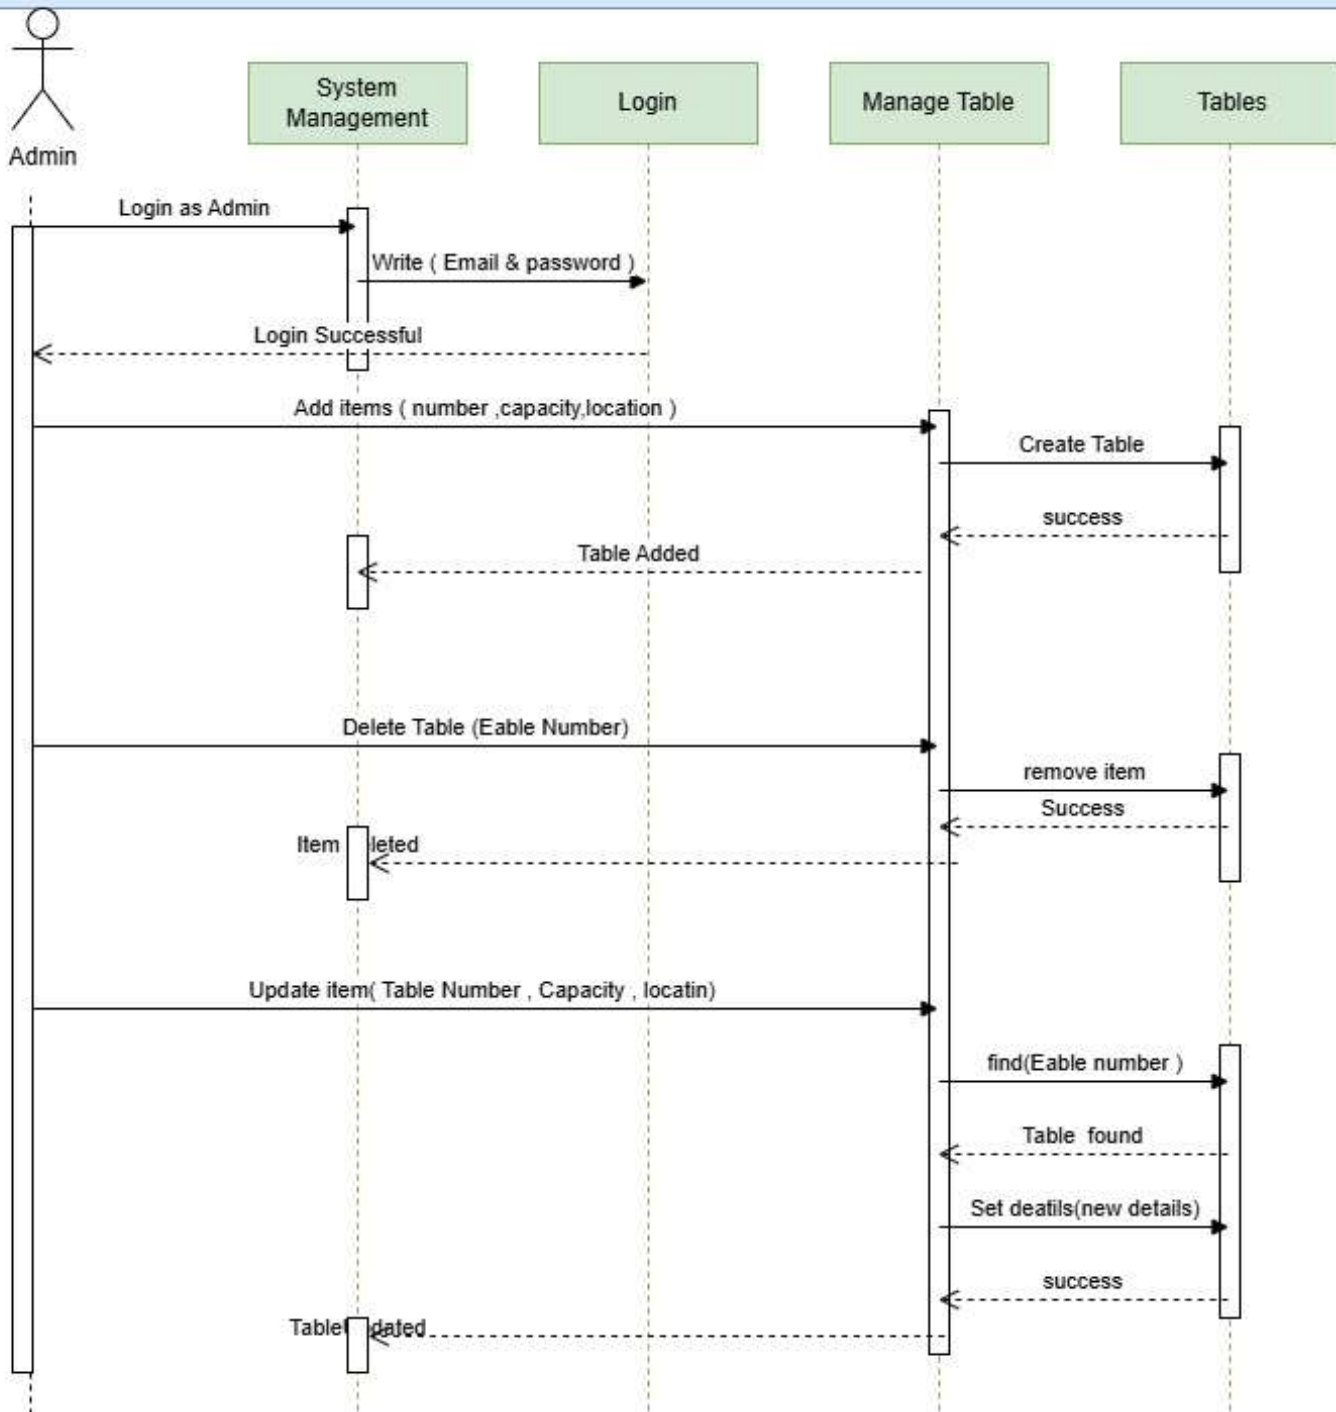 System
Management
Login
Manage Table
Tables
Admin
Login as Admin
Write ( Email & password )
Login Successful
Add items ( number ,capacity,location )
Create Table
success
Table Added
Delete Table (Eable Number)
remove item
Success
Item leted
Update item( Table Number , Capacity , locatin)
find(Eable number )
Table found
Set deatils(new details)
success
Table dated